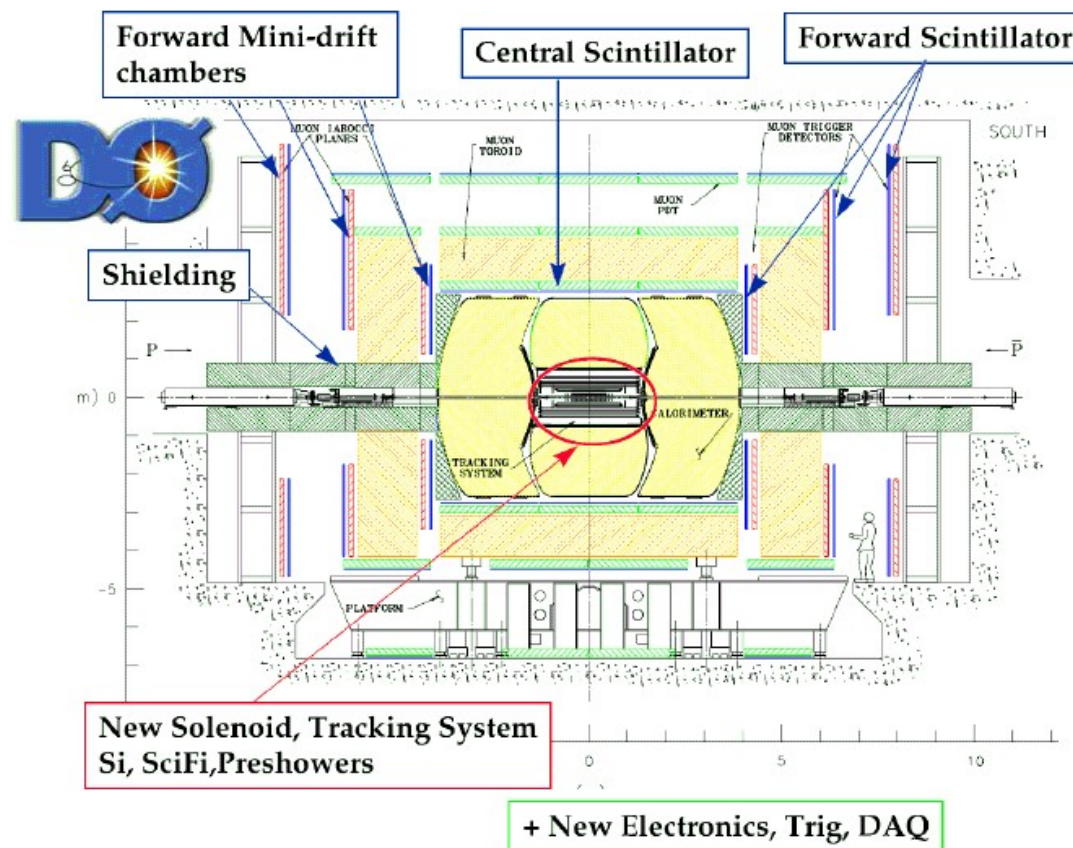 Forward Mini-drift
chambers
Central Scintillator
Forward Scintillator
DØ
MUON IAROCCI
PLANES
MUON
TOROID
MUON TRIGGER
DETECTORS
SOUTH
MUON
PDT
Shielding
P
P̄
m) 0
ALORIMETER
TRACKING
SYSTEM
-5
PLATFORM
New Solenoid, Tracking System
Si, SciFi,Preshowers
0
5
10
+ New Electronics, Trig, DAQ